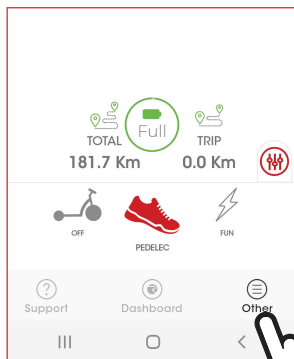 Full
TOTAL TRIP
181.7 Km 0.0 Km
OFF PEDELEC FUN
Support Dashboard Other